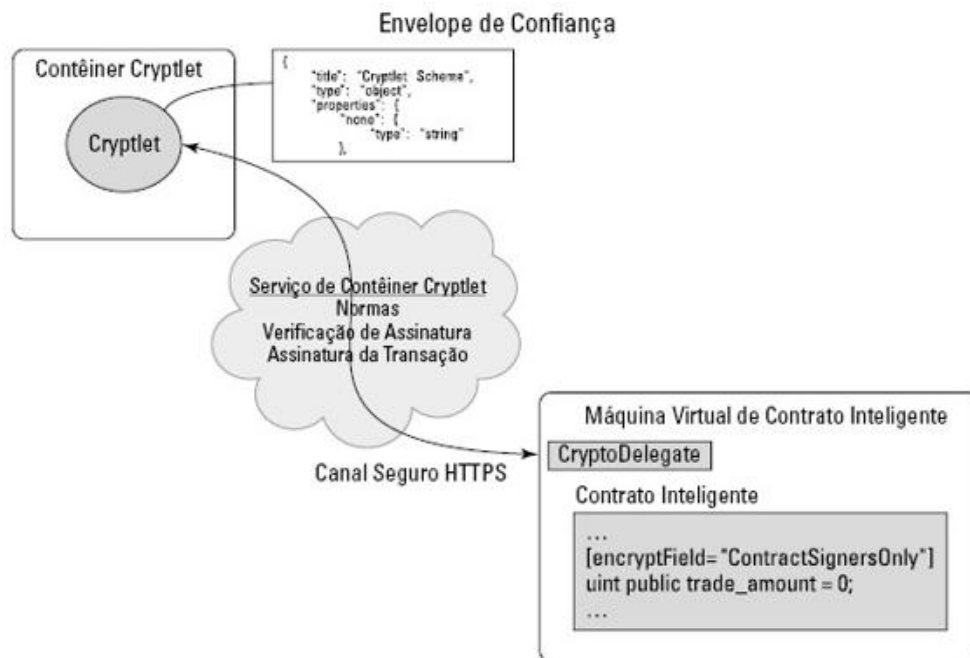 Envelope de Confiança
Contêiner Cryptlet
Cryptlet
{
"title": "Cryptlet Scheme",
"type": "object",
"properties": {
"none": {
"type": "string"
},
Serviço de Contêiner Cryptlet
Normas
Verificação de Assinatura
Assinatura da Transação
Canal Seguro HTTPS
Máquina Virtual de Contrato Inteligente
CryptoDelegate
Contrato Inteligente
...
[encryptField= "ContractSignersOnly"]
uint public trade_amount = 0;
...